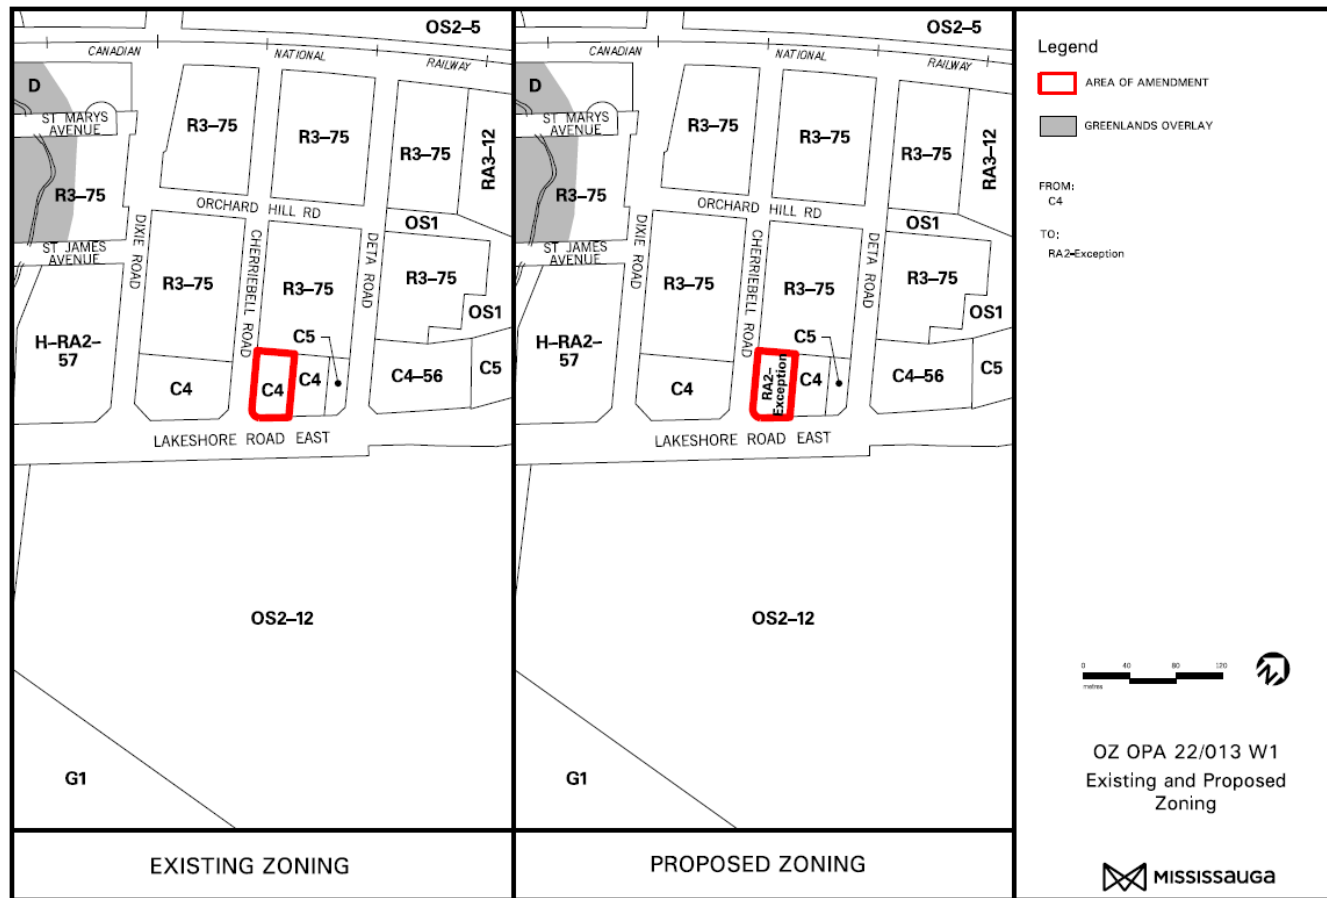 OS2–5
CANADIAN
NATIONAL
RAILWAY
D
ST MARYS
AVENUE
R3–75
R3–75
R3–75
RA3–12
R3–75
ORCHARD HILL RD
OS1
ST JAMES
AVENUE
DIXIE ROAD
CHERRIEBELL ROAD
DETA ROAD
R3–75
R3–75
R3–75
OS1
H–RA2–
57
C5
C4
C4
C4
C4–56
C5
LAKESHORE ROAD EAST
OS2–12
G1
EXISTING ZONING
OS2–5
CANADIAN
NATIONAL
RAILWAY
D
ST MARYS
AVENUE
R3–75
R3–75
R3–75
RA3–12
R3–75
ORCHARD HILL RD
OS1
ST JAMES
AVENUE
DIXIE ROAD
CHERRIEBELL ROAD
DETA ROAD
R3–75
R3–75
R3–75
OS1
H–RA2–
57
C5
C4
RA2–
Exception
C4
C4–56
C5
LAKESHORE ROAD EAST
OS2–12
G1
PROPOSED ZONING
Legend
AREA OF AMENDMENT
GREENLANDS OVERLAY
FROM:
C4
TO:
RA2-Exception
0 40 80 120
metres
N
OZ OPA 22/013 W1
Existing and Proposed
Zoning
MISSISSAUGA